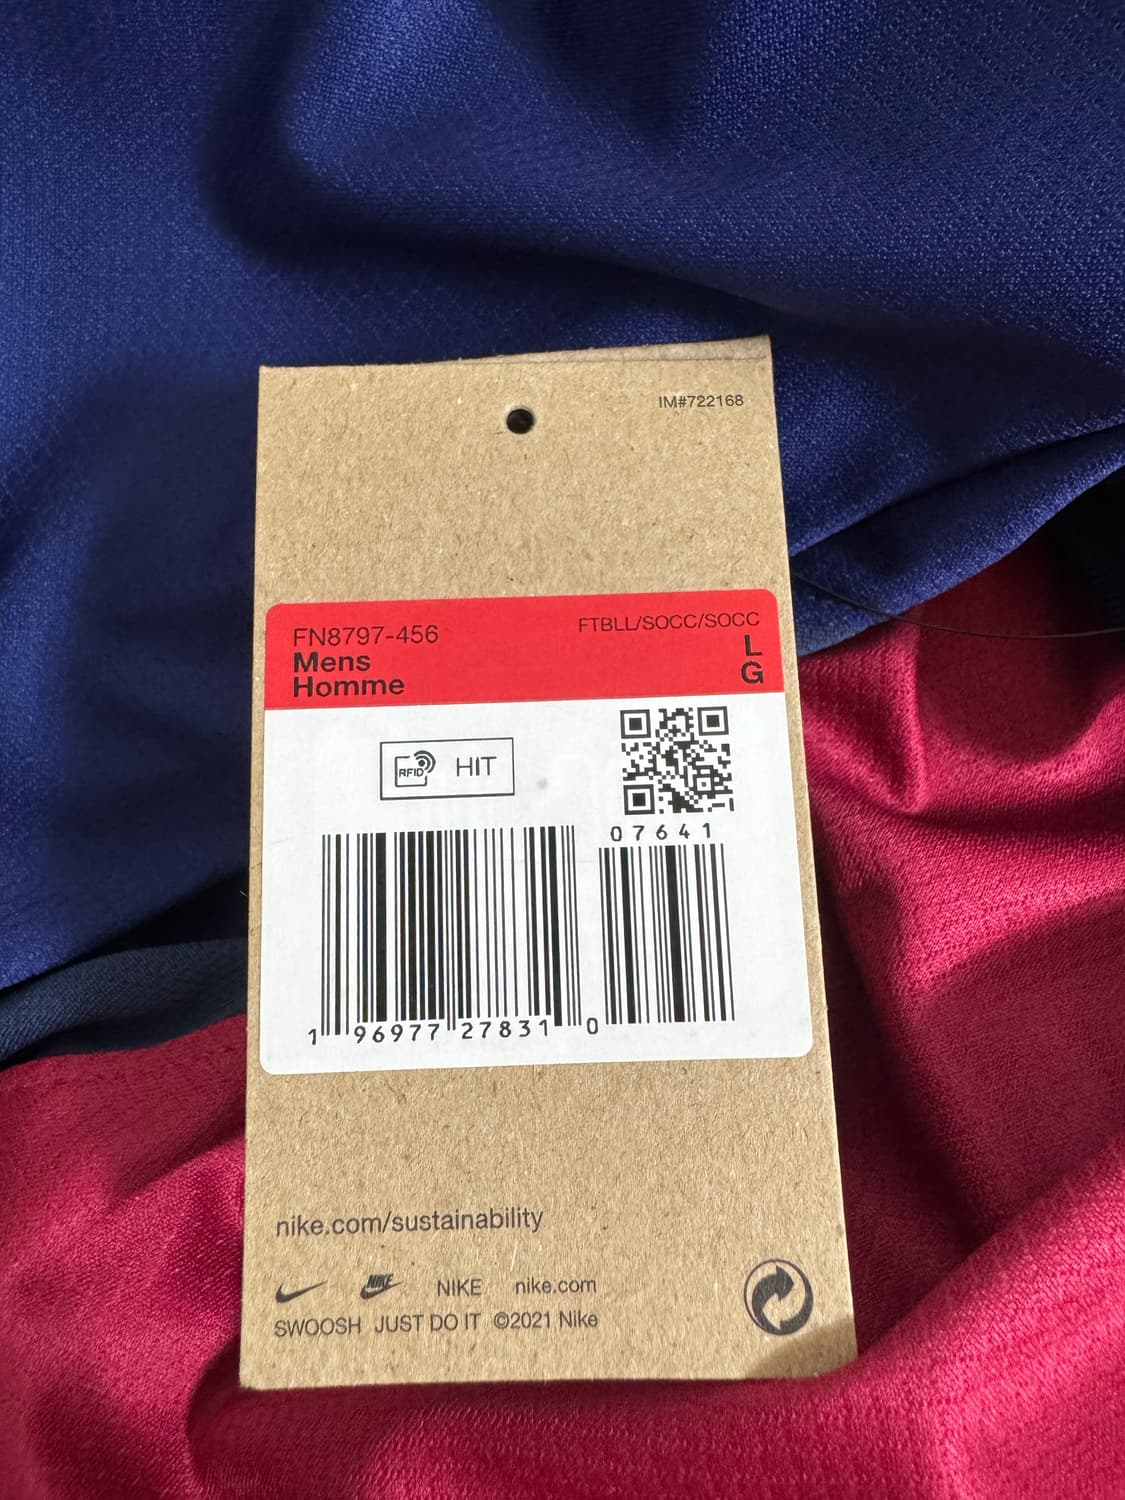 IM#722168
FN8797-456
FTBLL/SOCC/SOCC
Mens
L
Homme
G
RFID HIT
07641
1 96977 27831 0
nike.com/sustainability
NIKE NIKE nike.com
SWOOSH JUST DO IT ©2021 Nike